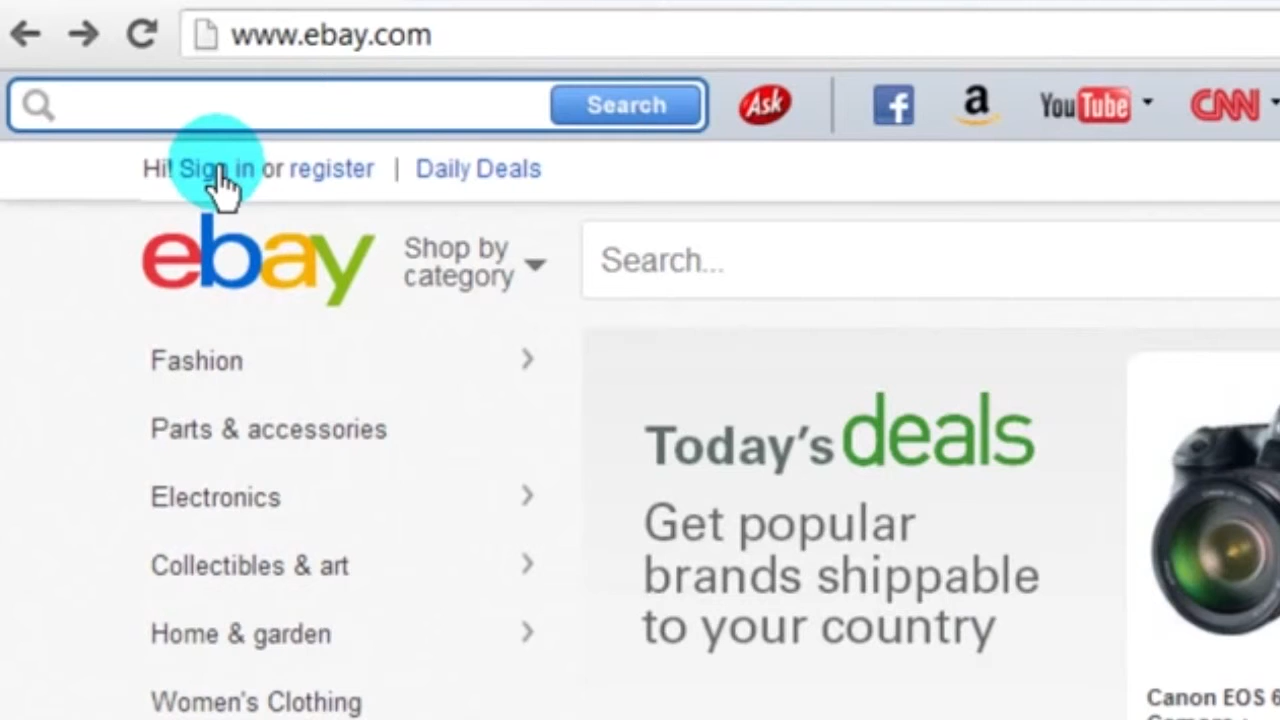 www.ebay.com
Search
Ask
f
a
YouTube
CNN
Hi! Sign in or register | Daily Deals
ebay
Shop by
category
Search...
Fashion
Parts & accessories
Electronics
Collectibles & art
Home & garden
Women's Clothing
Today's deals
Get popular
brands shippable
to your country
Canon EOS 6